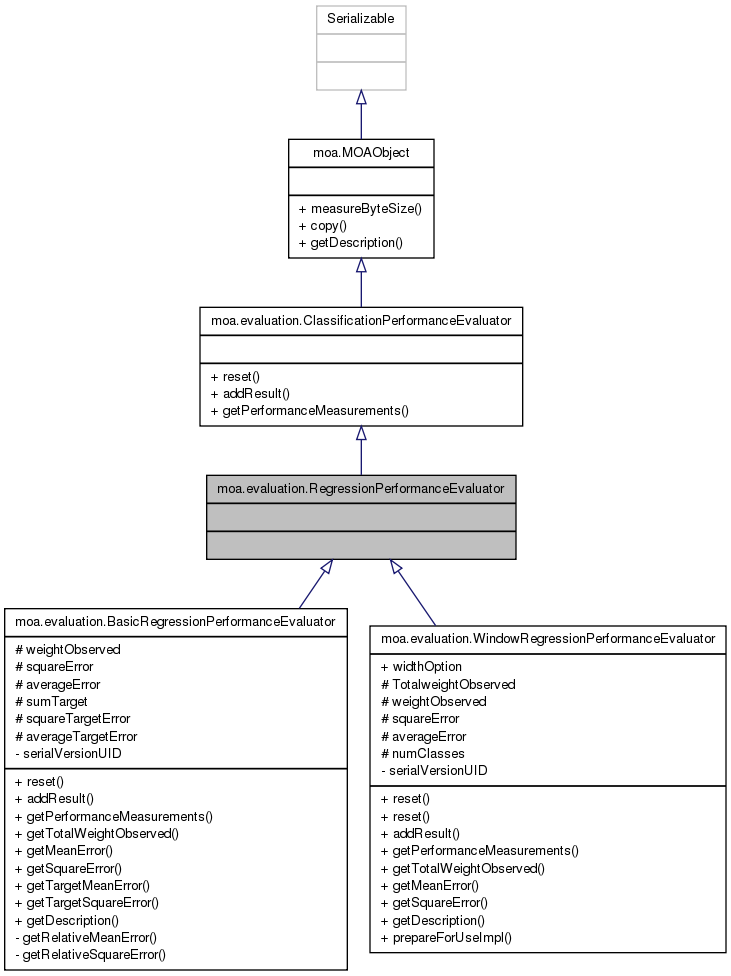 Serializable
moa.MOAObject
+ measureByteSize()
+ copy()
+ getDescription()
moa.evaluation.ClassificationPerformanceEvaluator
+ reset()
+ addResult()
+ getPerformanceMeasurements()
moa.evaluation.RegressionPerformanceEvaluator
moa.evaluation.BasicRegressionPerformanceEvaluator
# weightObserved
# squareError
# averageError
# sumTarget
# squareTargetError
# averageTargetError
- serialVersionUID
+ reset()
+ addResult()
+ getPerformanceMeasurements()
+ getTotalWeightObserved()
+ getMeanError()
+ getSquareError()
+ getTargetMeanError()
+ getTargetSquareError()
+ getDescription()
- getRelativeMeanError()
- getRelativeSquareError()
moa.evaluation.WindowRegressionPerformanceEvaluator
+ widthOption
# TotalweightObserved
# weightObserved
# squareError
# averageError
# numClasses
- serialVersionUID
+ reset()
+ reset()
+ addResult()
+ getPerformanceMeasurements()
+ getTotalWeightObserved()
+ getMeanError()
+ getSquareError()
+ getDescription()
+ prepareForUseImpl()